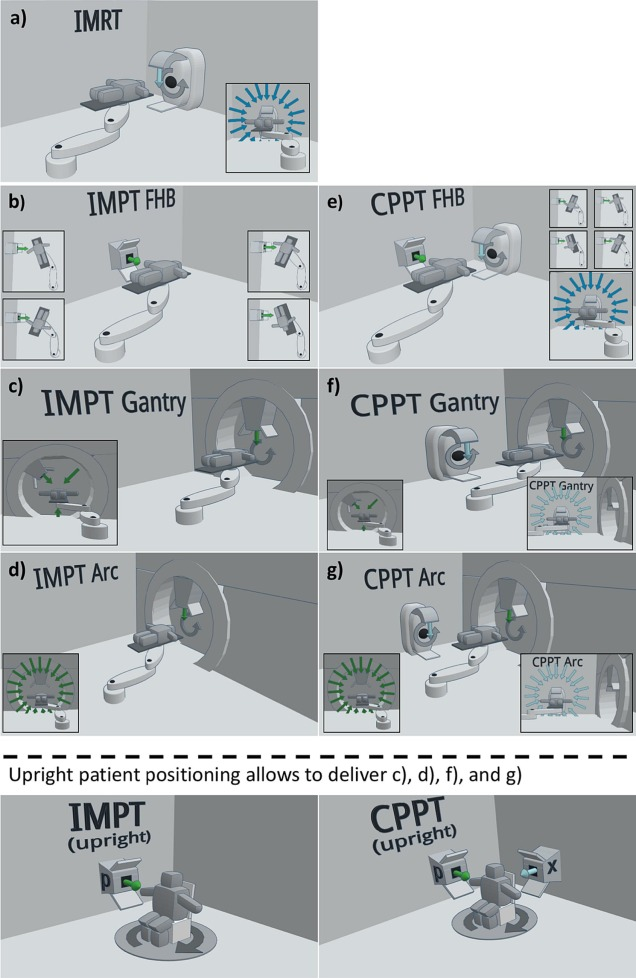 a)
IMRT
b)
IMPT FHB
e)
CPPT FHB
c)
IMPT Gantry
f)
CPPT Gantry
CPPT Gantry
d)
IMPT Arc
g)
CPPT Arc
CPPT Arc
Upright patient positioning allows to deliver c), d), f), and g)
IMPT
(upright)
p
CPPT
(upright)
p
x